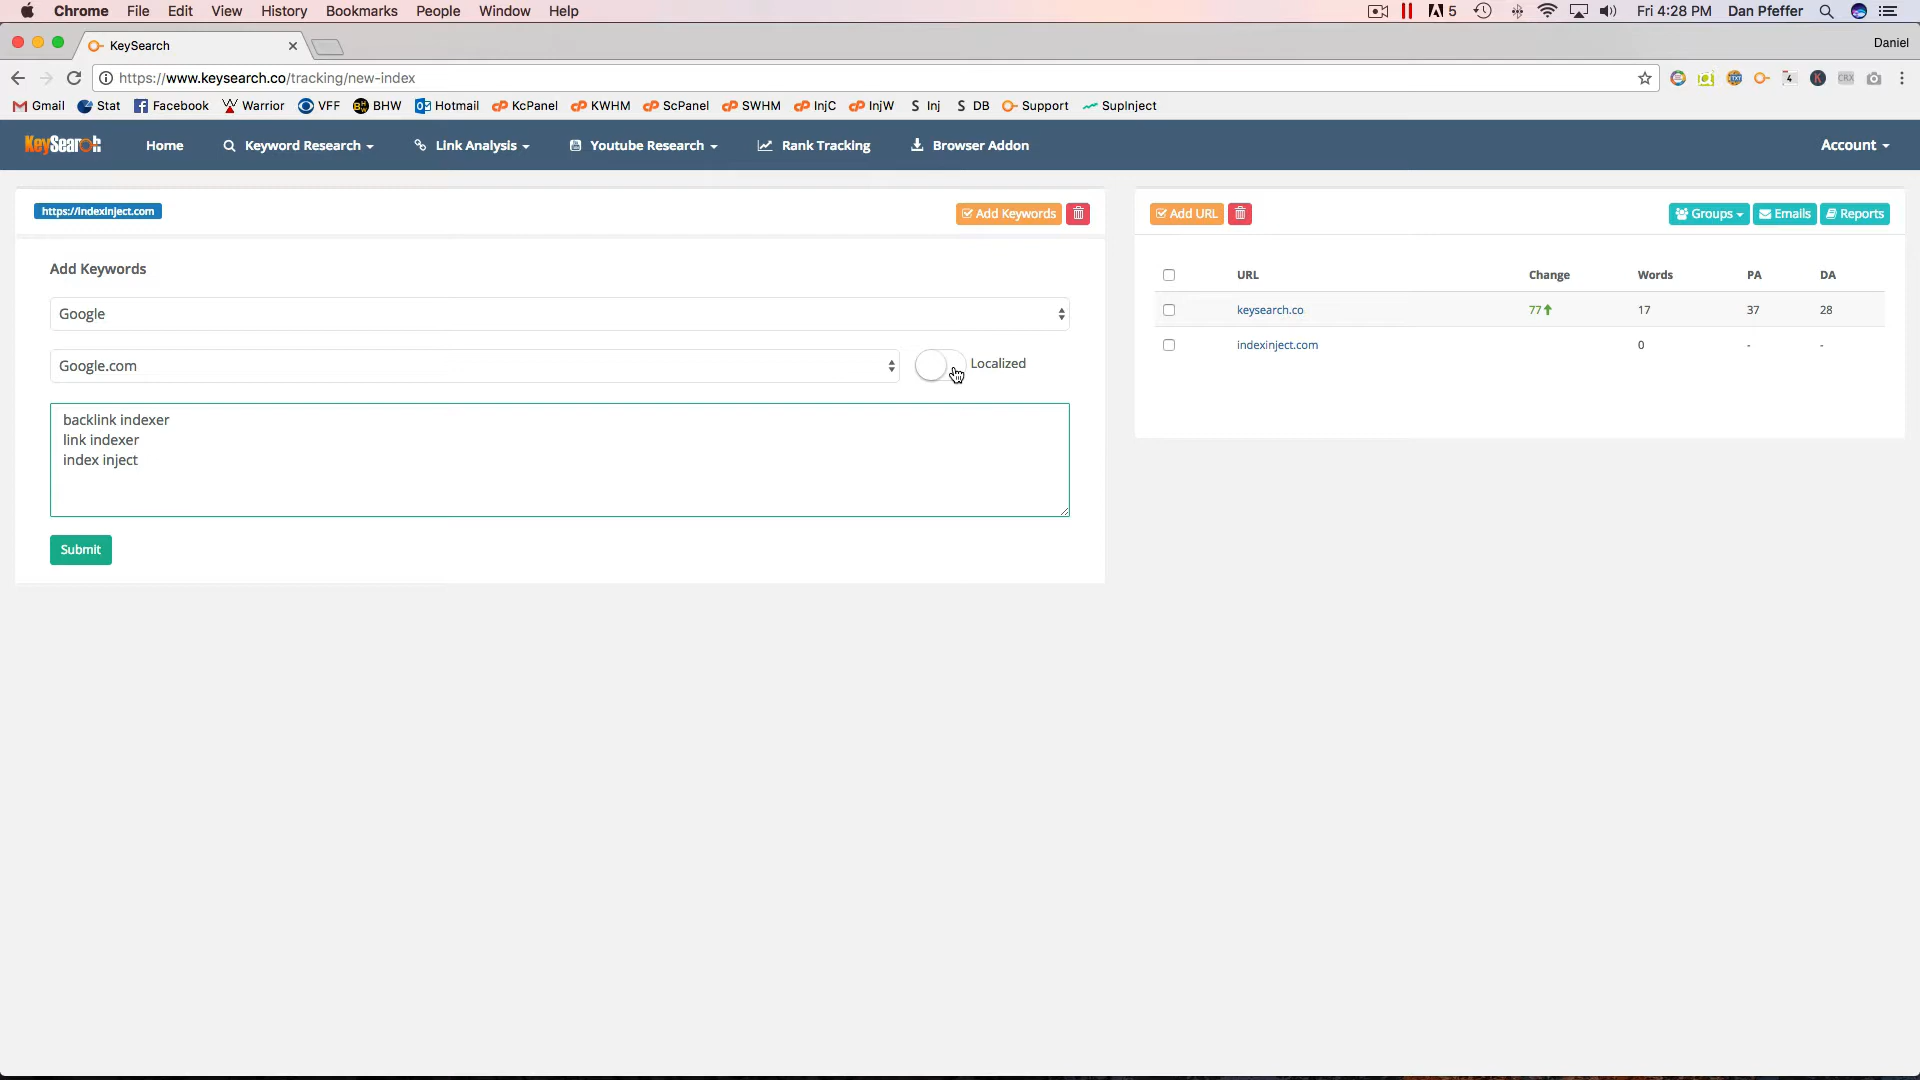 Chrome File Edit View History Bookmarks People Window Help 5 Fri 4:28 PM Dan Pfeffer
KeySearch Daniel
https://www.keysearch.co/tracking/new-index
Gmail Stat Facebook Warrior VFF BHW Hotmail KcPanel KWHM ScPanel SWHM InjC InjW Inj DB Support SupInject
KeySearch Home Keyword Research Link Analysis Youtube Research Rank Tracking Browser Addon Account
https://indexinject.com Add Keywords Add URL Groups Emails Reports
Add Keywords
URL Change Words PA DA
Google
keysearch.co 77 17 37 28
indexinject.com 0 - -
Google.com Localized
backlink indexer
link indexer
index inject
Submit